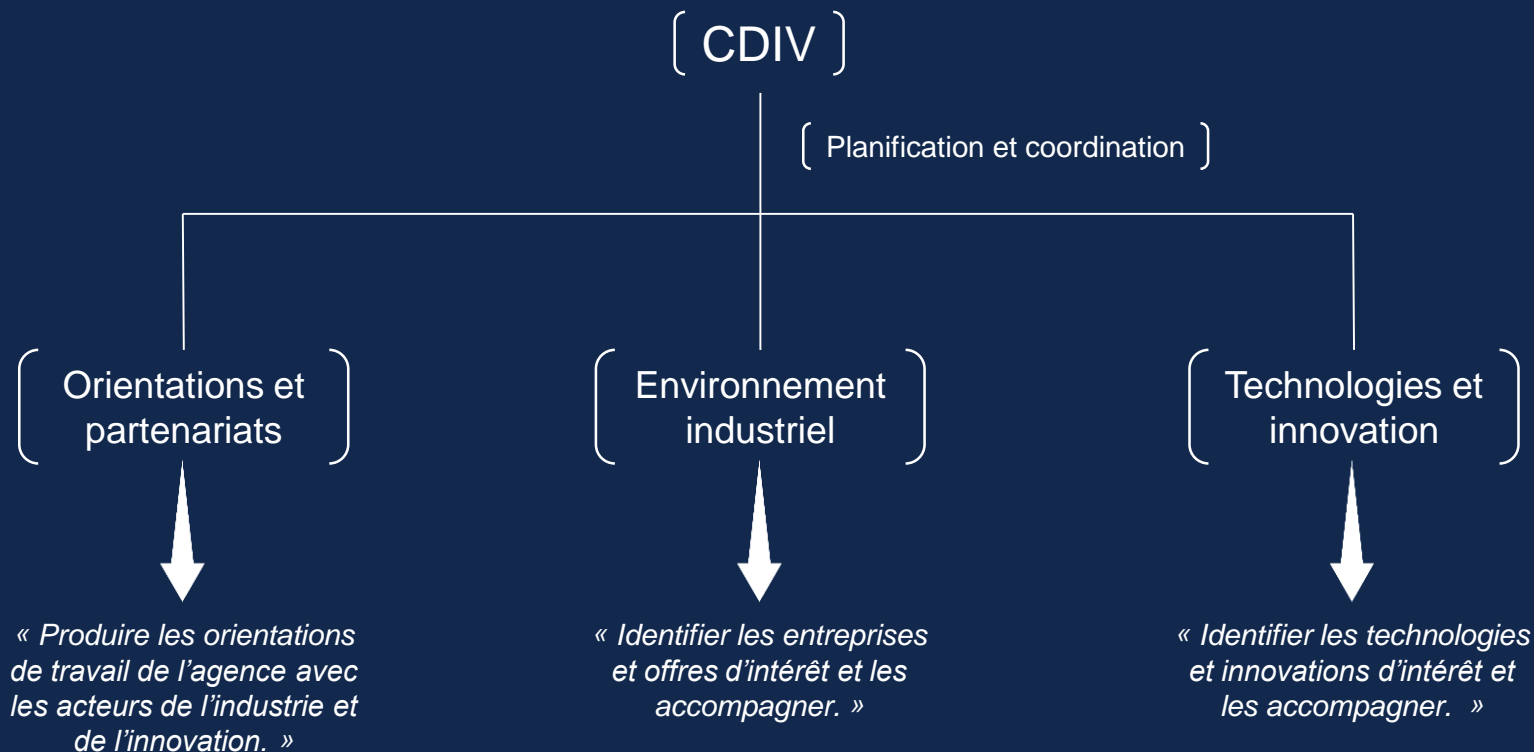 CDIV
Planification et coordination
Orientations et
partenariats
Environnement
industriel
Technologies et
innovation
« Produire les orientations
de travail de l’agence avec
les acteurs de l’industrie et
de l’innovation. »
« Identifier les entreprises
et offres d’intérêt et les
accompagner. »
« Identifier les technologies
et innovations d’intérêt et
les accompagner. »